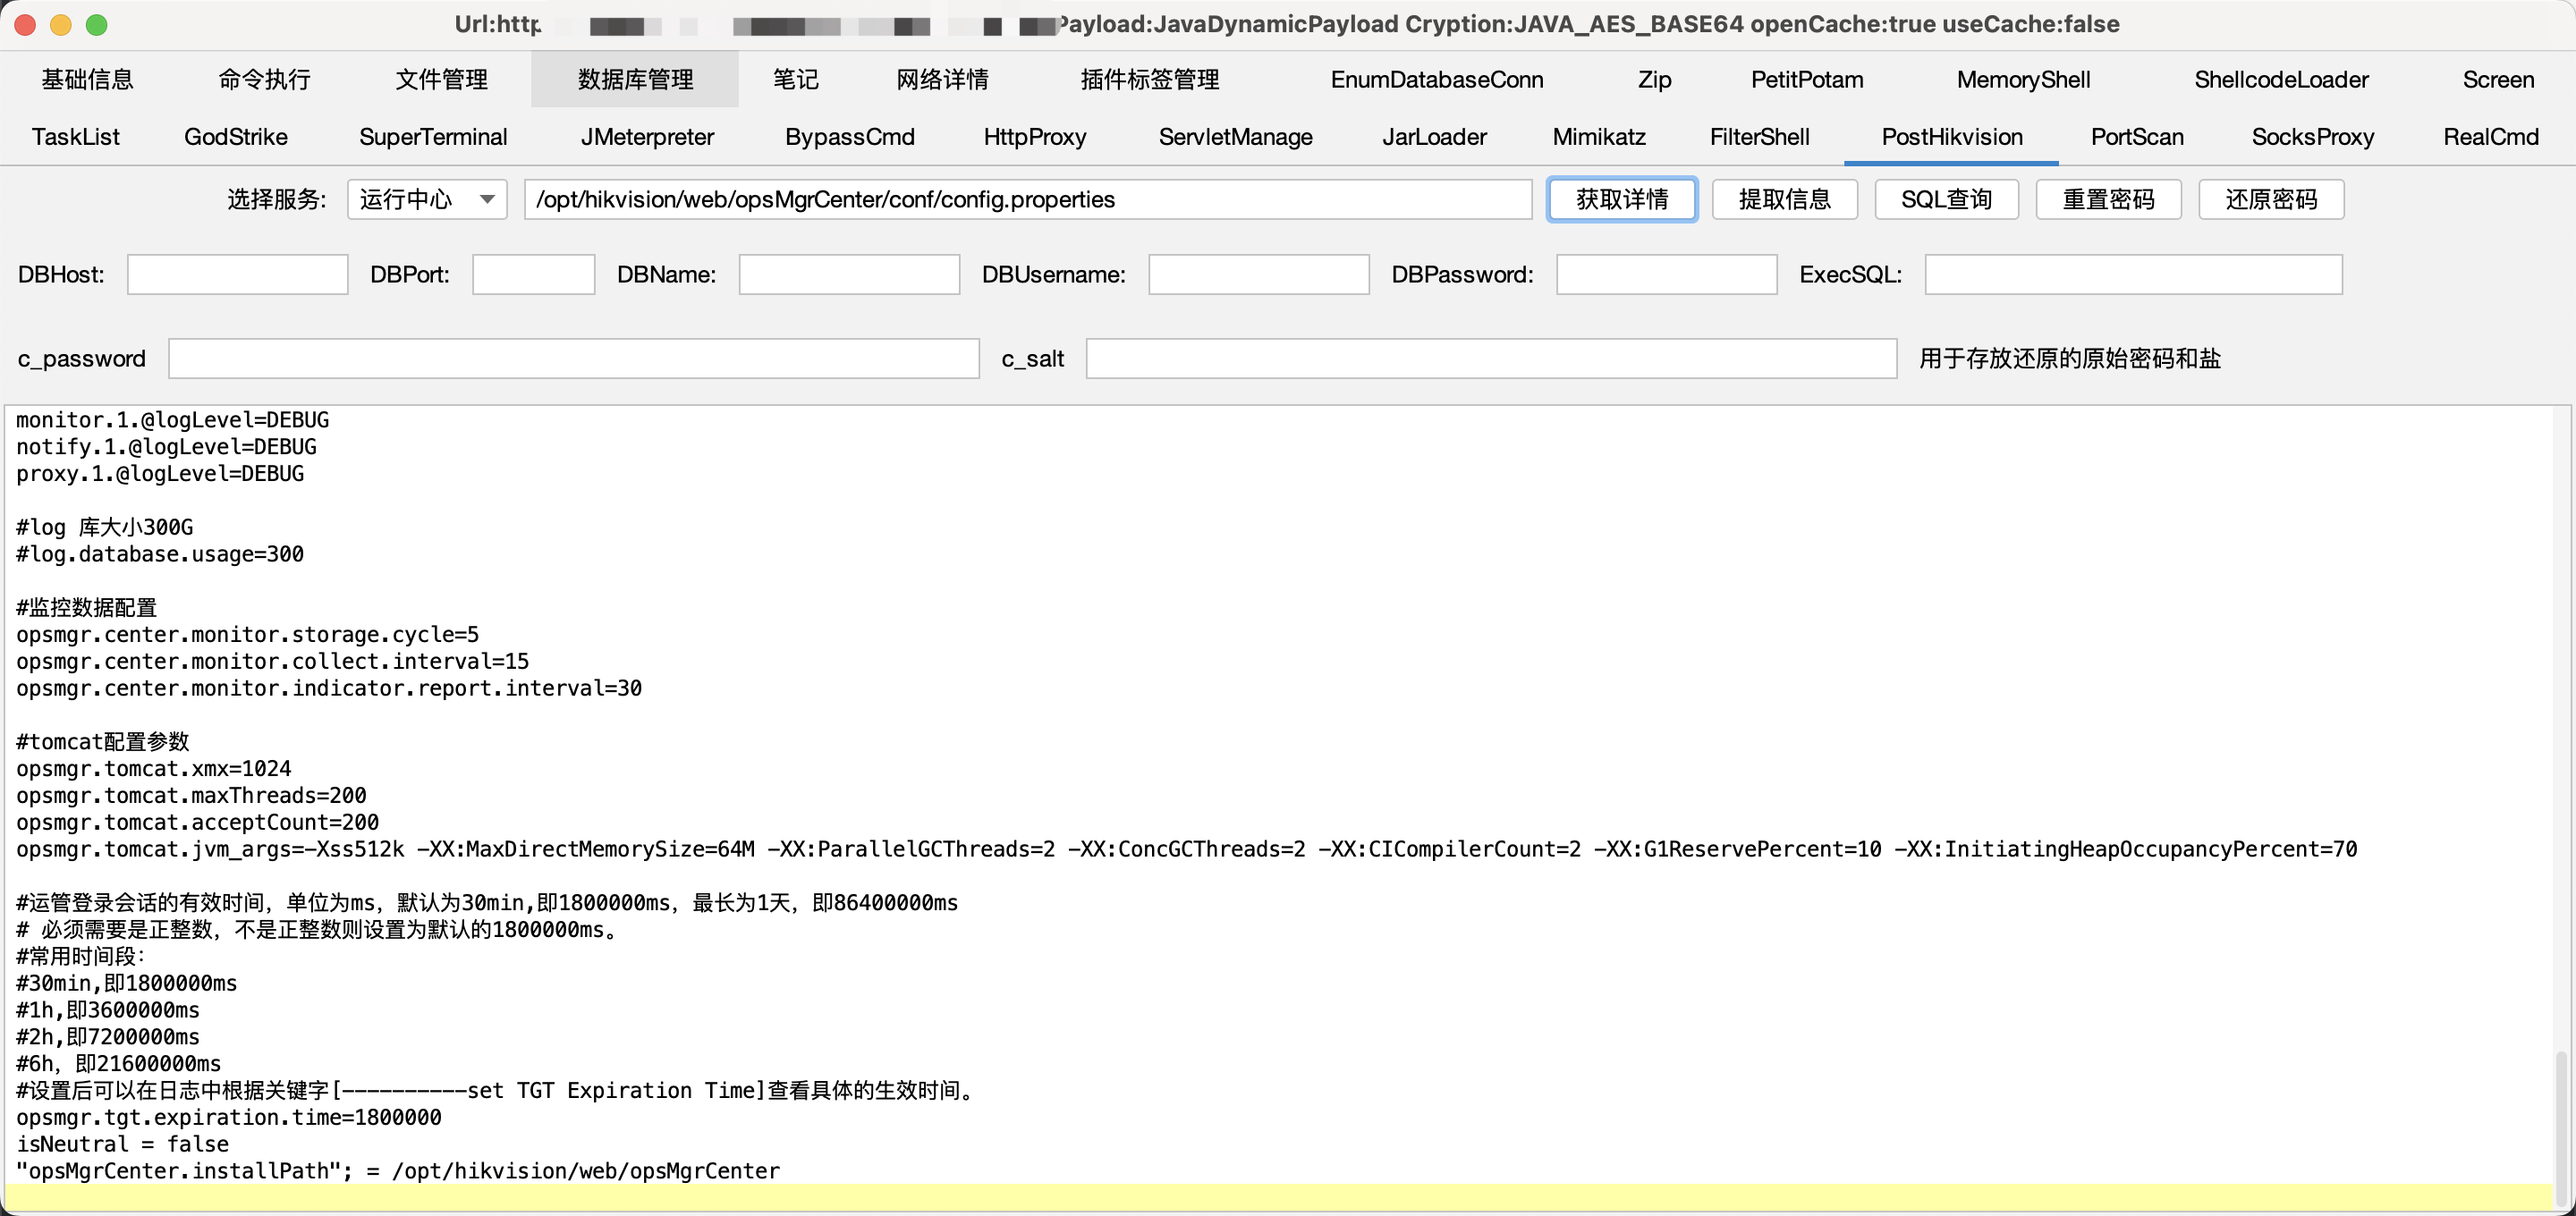 Url:http Payload:JavaDynamicPayload Cryption:JAVA_AES_BASE64 openCache:true useCache:false
基础信息 命令执行 文件管理 数据库管理 笔记 网络详情 插件标签管理 EnumDatabaseConn Zip PetitPotam MemoryShell ShellcodeLoader Screen
TaskList GodStrike SuperTerminal JMeterpreter BypassCmd HttpProxy ServletManage JarLoader Mimikatz FilterShell PostHikvision PortScan SocksProxy RealCmd
选择服务: 运行中心 /opt/hikvision/web/opsMgrCenter/conf/config.properties 获取详情 提取信息 SQL查询 重置密码 还原密码
DBHost: DBPort: DBName: DBUsername: DBPassword: ExecSQL:
c_password c_salt 用于存放还原的原始密码和盐
monitor.1.@logLevel=DEBUG
notify.1.@logLevel=DEBUG
proxy.1.@logLevel=DEBUG
#log 库大小300G
#log.database.usage=300
#监控数据配置
opsmgr.center.monitor.storage.cycle=5
opsmgr.center.monitor.collect.interval=15
opsmgr.center.monitor.indicator.report.interval=30
#tomcat配置参数
opsmgr.tomcat.xmx=1024
opsmgr.tomcat.maxThreads=200
opsmgr.tomcat.acceptCount=200
opsmgr.tomcat.jvm_args=-Xss512k -XX:MaxDirectMemorySize=64M -XX:ParallelGCThreads=2 -XX:ConcGCThreads=2 -XX:CICompilerCount=2 -XX:G1ReservePercent=10 -XX:InitiatingHeapOccupancyPercent=70
#运管登录会话的有效时间，单位为ms，默认为30min,即1800000ms，最长为1天，即86400000ms
# 必须需要是正整数，不是正整数则设置为默认的1800000ms。
#常用时间段：
#30min,即1800000ms
#1h,即3600000ms
#2h,即7200000ms
#6h，即21600000ms
#设置后可以在日志中根据关键字[----------set TGT Expiration Time]查看具体的生效时间。
opsmgr.tgt.expiration.time=1800000
isNeutral = false
"opsMgrCenter.installPath"; = /opt/hikvision/web/opsMgrCenter